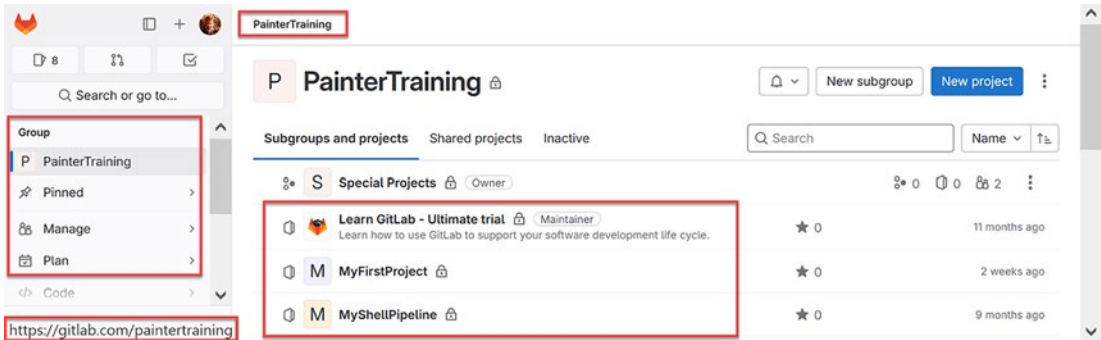 PainterTraining
8
Search or go to...
Group
P PainterTraining
Pinned
Manage
Plan
Code
https://gitlab.com/paintertraining
P PainterTraining
New subgroup
New project
Subgroups and projects Shared projects Inactive
Search
Name
S Special Projects Owner 0 0 2
Learn GitLab - Ultimate trial Maintainer 0 11 months ago
Learn how to use GitLab to support your software development life cycle.
M MyFirstProject 0 2 weeks ago
M MyShellPipeline 0 9 months ago